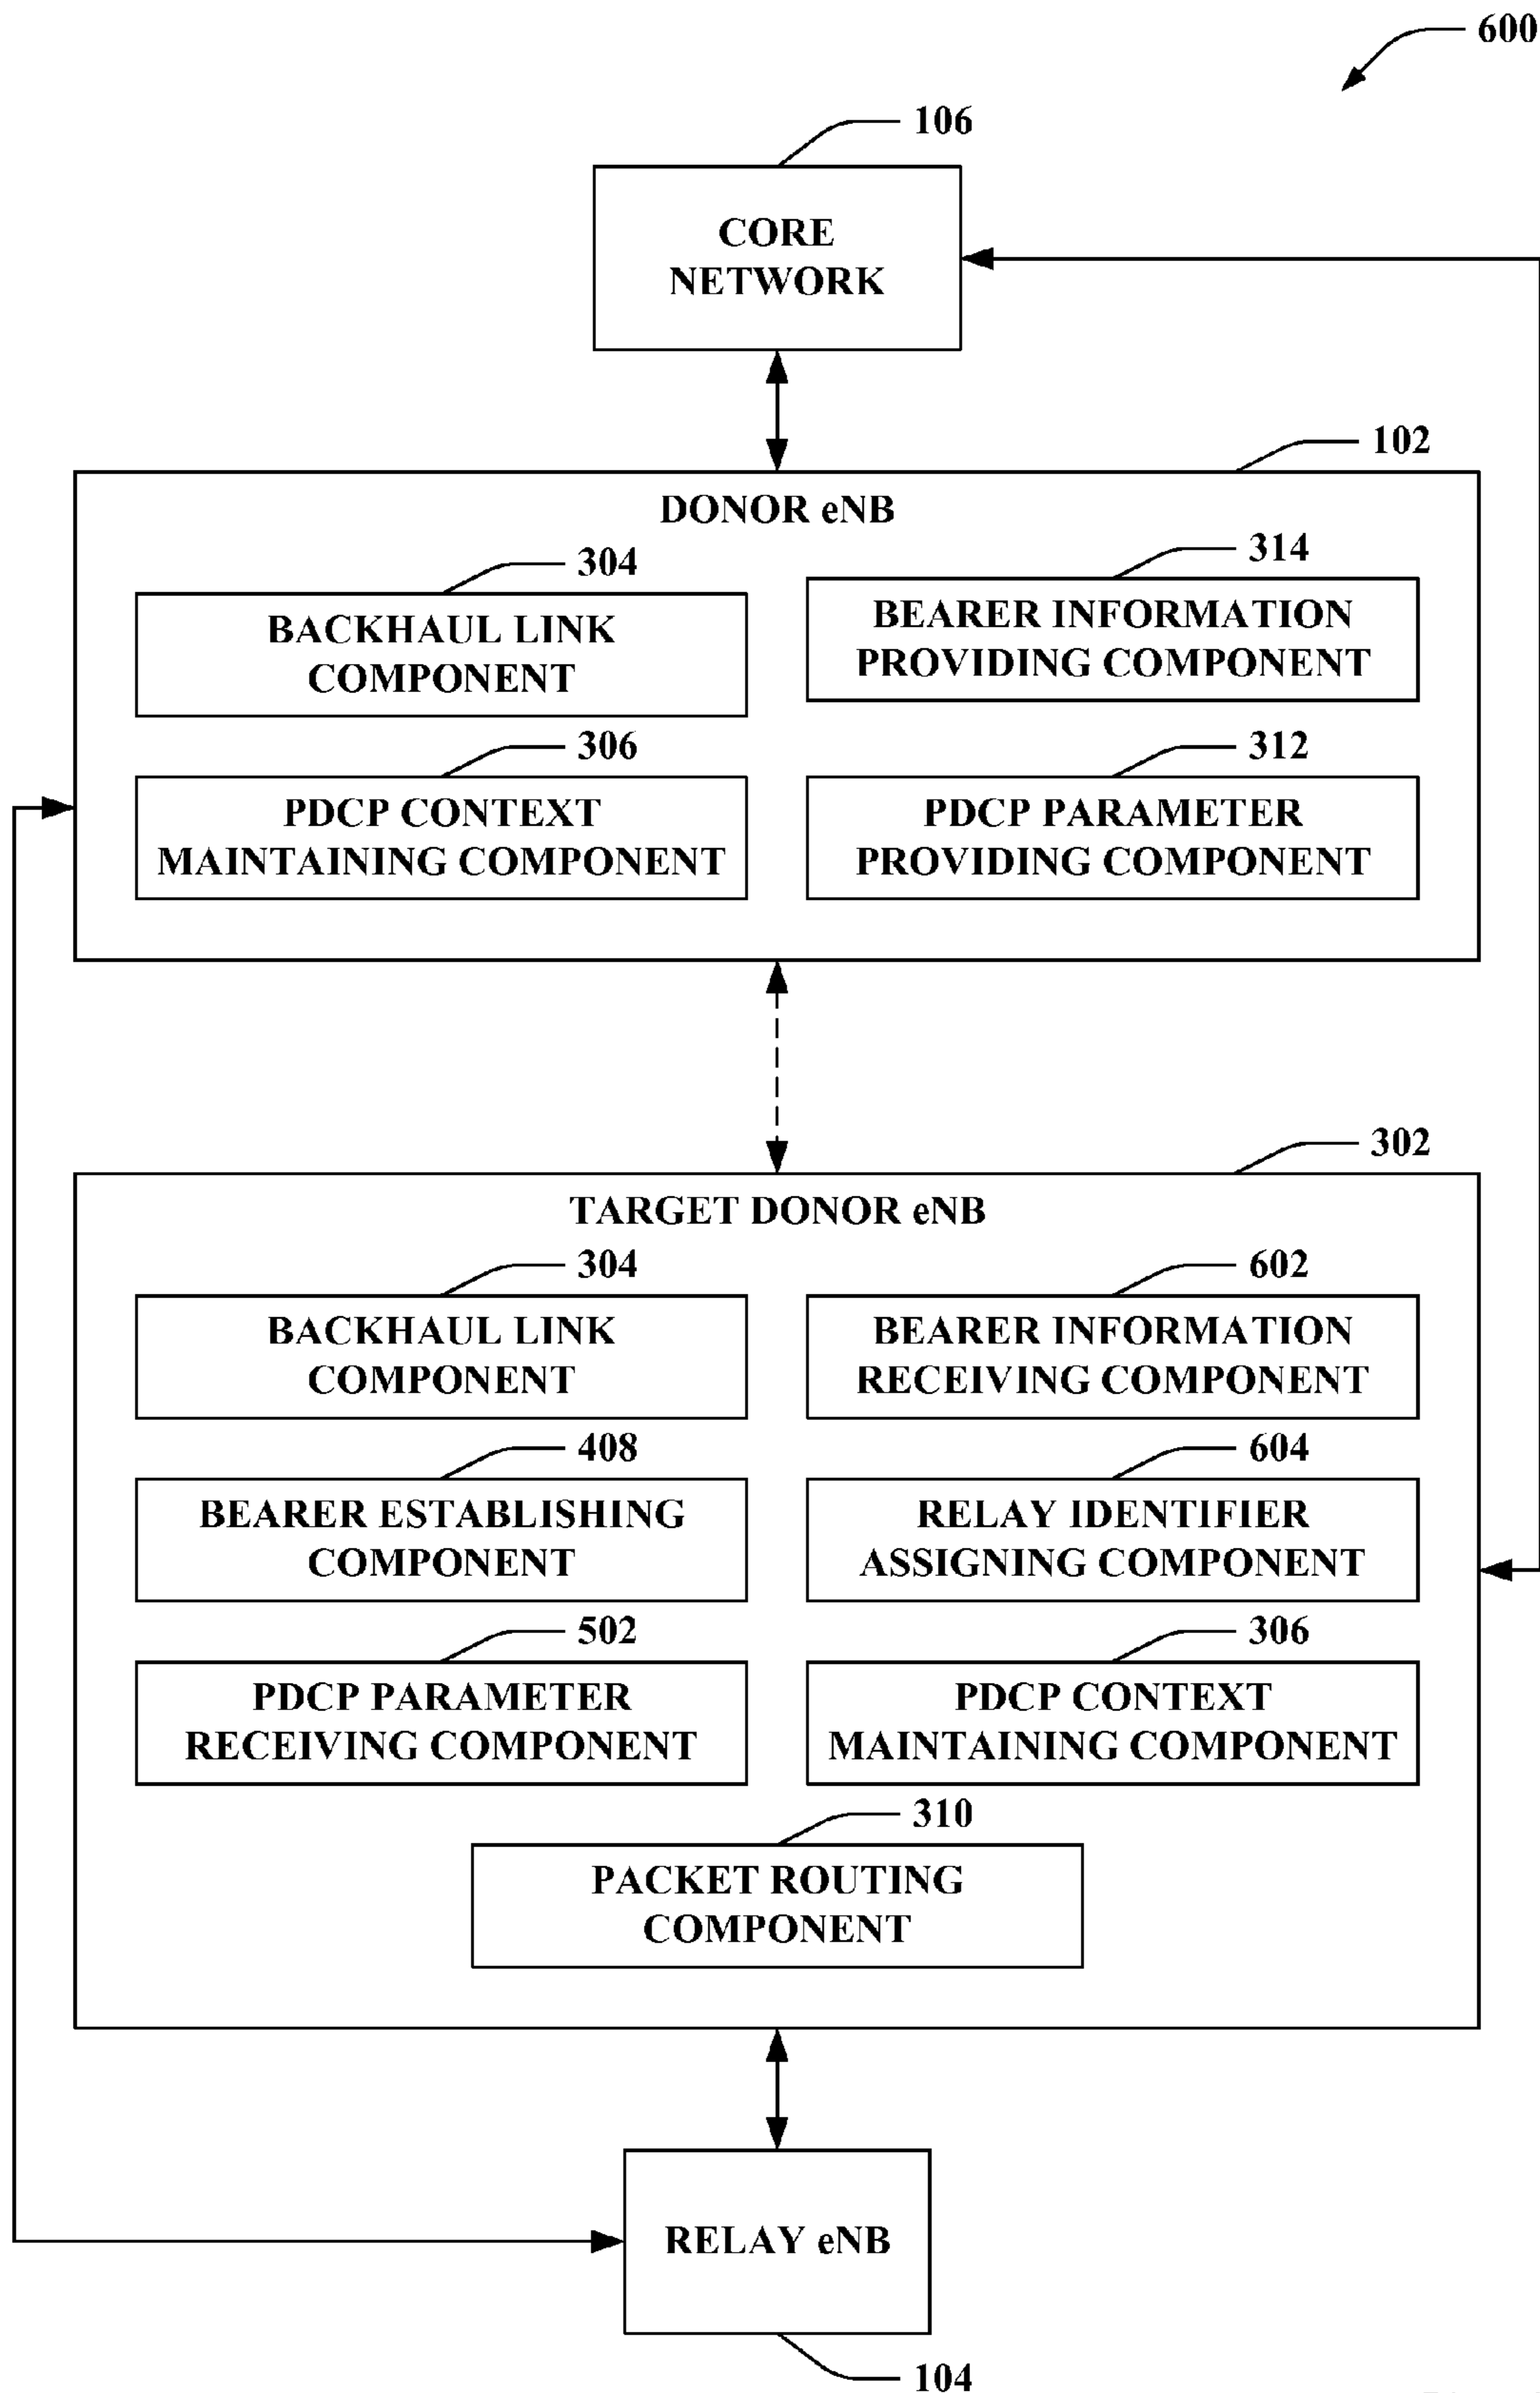 600
106
CORE
NETWORK
102
DONOR eNB
304
BACKHAUL LINK
COMPONENT
314
BEARER INFORMATION
PROVIDING COMPONENT
306
PDCP CONTEXT
MAINTAINING COMPONENT
312
PDCP PARAMETER
PROVIDING COMPONENT
302
TARGET DONOR eNB
304
BACKHAUL LINK
COMPONENT
602
BEARER INFORMATION
RECEIVING COMPONENT
408
BEARER ESTABLISHING
COMPONENT
604
RELAY IDENTIFIER
ASSIGNING COMPONENT
502
PDCP PARAMETER
RECEIVING COMPONENT
306
PDCP CONTEXT
MAINTAINING COMPONENT
310
PACKET ROUTING
COMPONENT
RELAY eNB
104